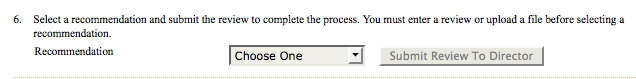 6. Select a recommendation and submit the review to complete the process. You must enter a review or upload a file before selecting a
recommendation.
Recommendation Choose One Submit Review To Director